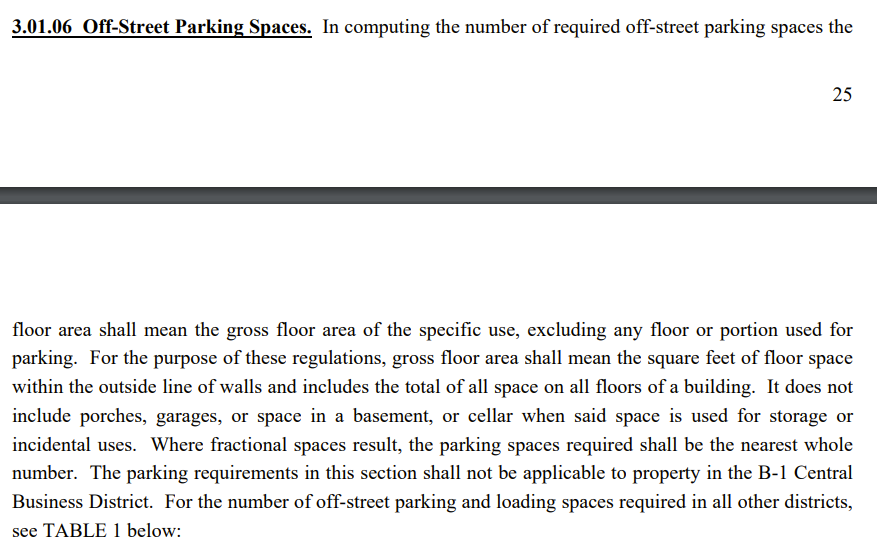 3.01.06 Off-Street Parking Spaces. In computing the number of required off-street parking spaces the
25
floor area shall mean the gross floor area of the specific use, excluding any floor or portion used for
parking. For the purpose of these regulations, gross floor area shall mean the square feet of floor space
within the outside line of walls and includes the total of all space on all floors of a building. It does not
include porches, garages, or space in a basement, or cellar when said space is used for storage or
incidental uses. Where fractional spaces result, the parking spaces required shall be the nearest whole
number. The parking requirements in this section shall not be applicable to property in the B-1 Central
Business District. For the number of off-street parking and loading spaces required in all other districts,
see TABLE 1 below: